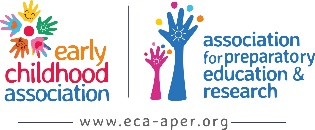 early
childhood
association
association
for preparatory
education &
research
www.eca-aper.org